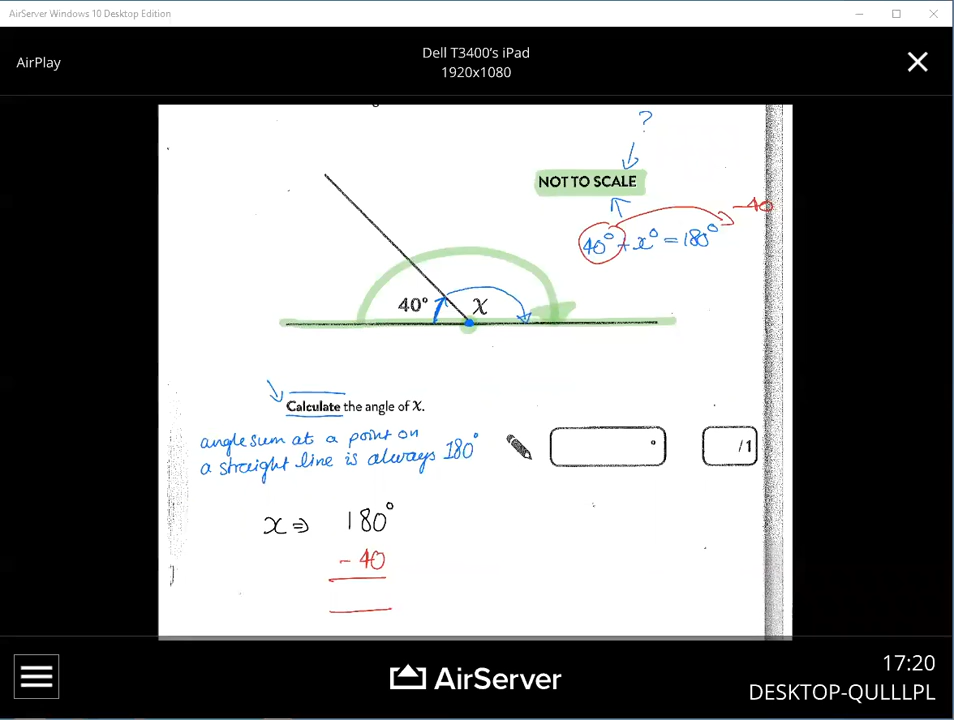 AirServer Windows 10 Desktop Edition
AirPlay
Dell T3400's iPad
1920x1080
?
NOT TO SCALE
-40
40° + x° = 180°
40°
x
Calculate the angle of x.
angle sum at a point on
a straight line is always 180°
°
/1
x ⇒ 180°
- 40
AirServer
17:20
DESKTOP-QULLLPL